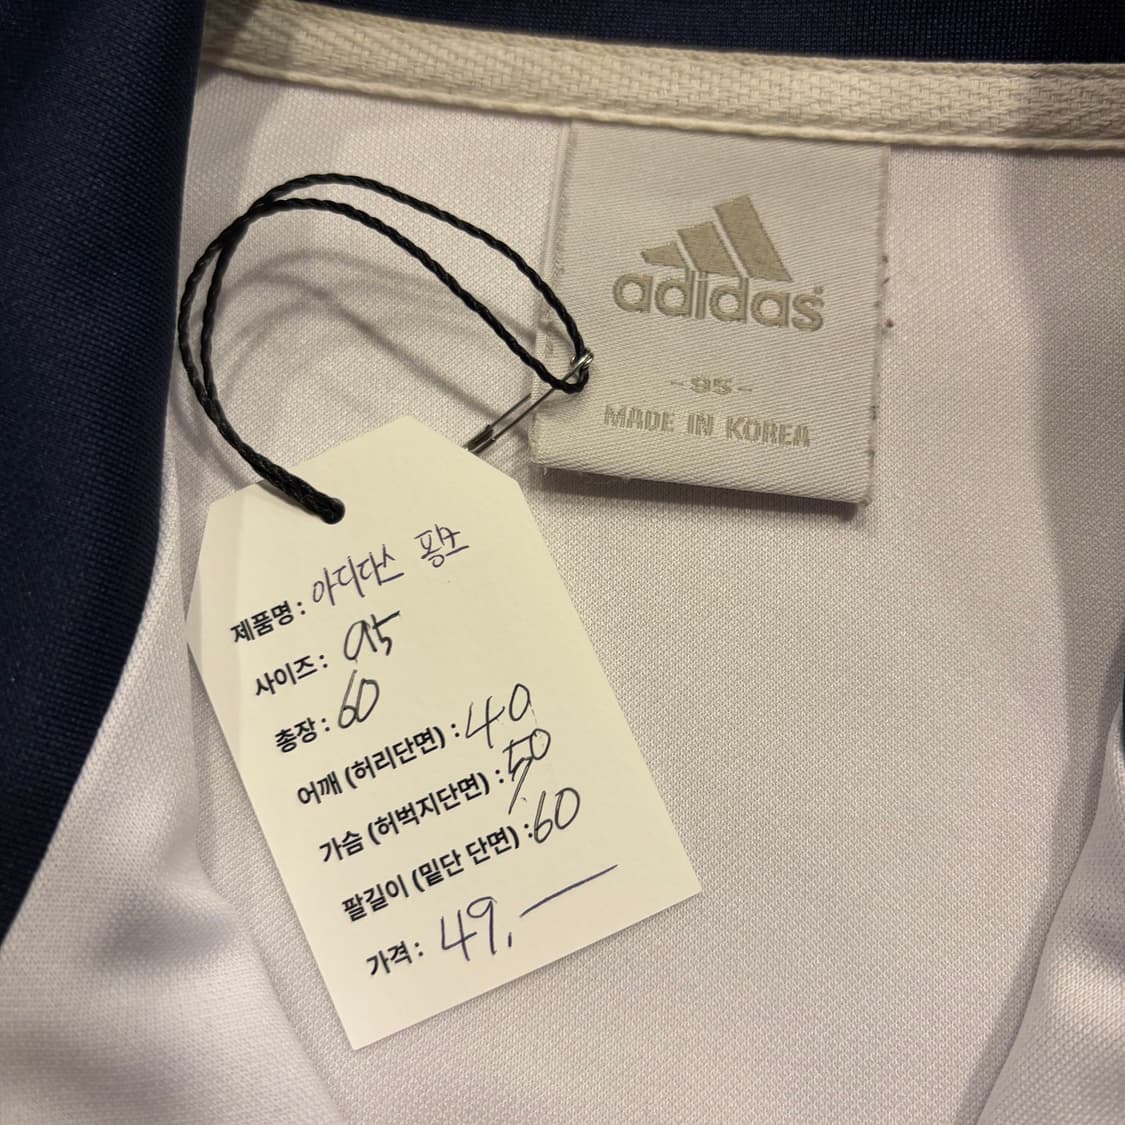 adidas
-95-
MADE IN KOREA
제품명: 아디다스 퐁브
사이즈: 95
총장: 60
어깨 (허리단면) : 40
가슴 (허벅지단면) : 50
팔길이 (밑단 단면) :60
가격: 49,—